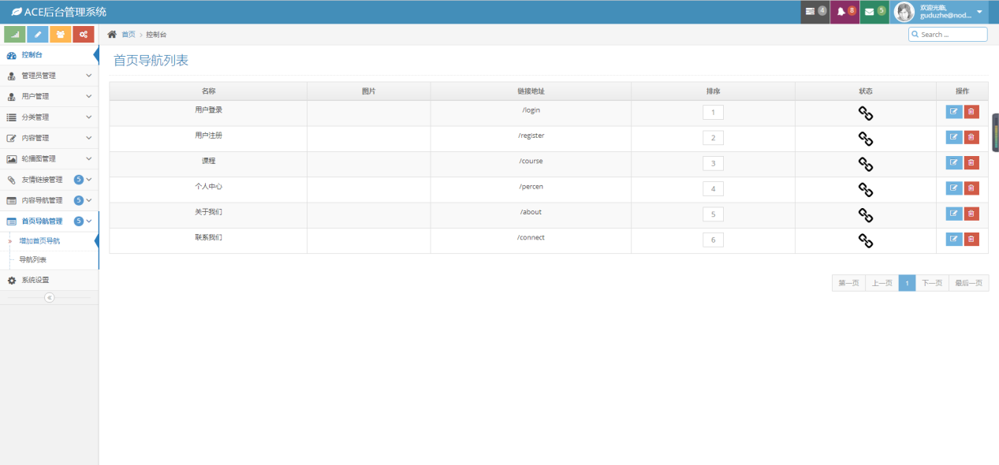 ACE后台管理系统
4
8
5
欢迎光临,
guduzhe@nod...
首页
控制台
Search ...
控制台
管理员管理
用户管理
分类管理
内容管理
轮播图管理
友情链接管理 5
内容导航管理 5
首页导航管理 5
增加首页导航
导航列表
系统设置
首页导航列表
名称 图片 链接地址 排序 状态 操作
用户登录 /login 1
用户注册 /register 2
课程 /course 3
个人中心 /percen 4
关于我们 /about 5
联系我们 /connect 6
第一页 上一页 1 下一页 最后一页